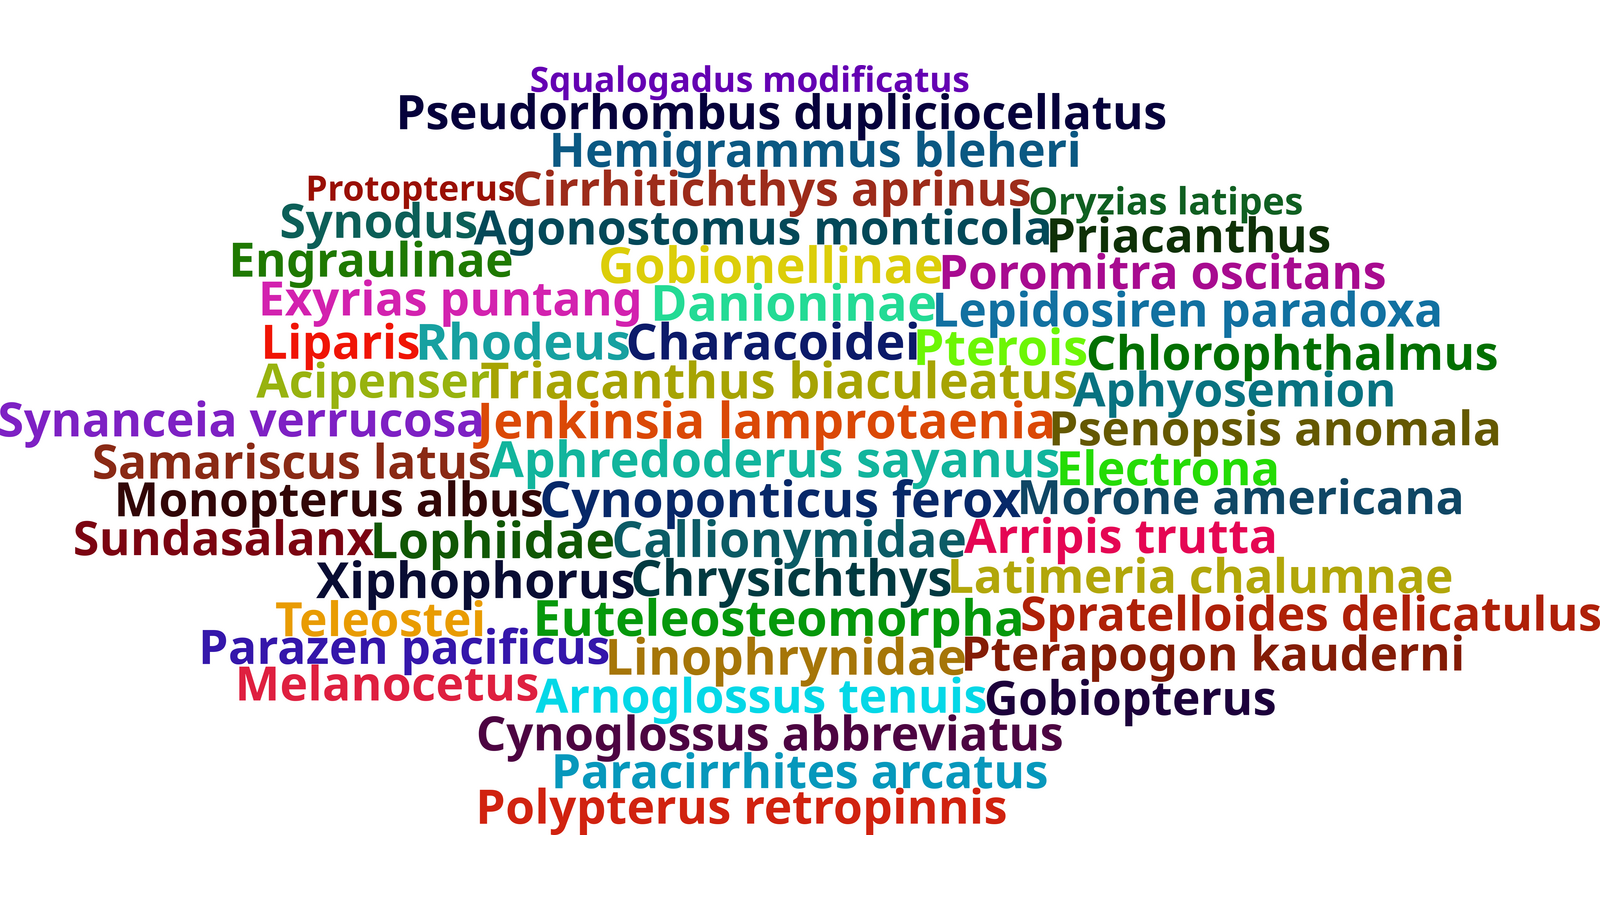 Squalogadus modificatus
Pseudorhombus dupliciocellatus
Hemigrammus bleheri
Protopterus Cirrhitichthys aprinus Oryzias latipes
Synodus Agonostomus monticola Priacanthus
Engraulinae Gobionellinae Poromitra oscitans
Exyrias puntang Danioninae Lepidosiren paradoxa
Liparis Rhodeus Characoidei Pterois Chlorophthalmus
Acipenser Triacanthus biaculeatus Aphyosemion
Synanceia verrucosa Jenkinsia lamprotaenia Psenopsis anomala
Samariscus latus Aphredoderus sayanus Electrona
Monopterus albus Cynoponticus ferox Morone americana
Sundasalanx Lophiidae Callionymidae Arripis trutta
Xiphophorus Chrysichthys Latimeria chalumnae
Teleostei Euteleosteomorpha Spratelloides delicatulus
Parazen pacificus Linophrynidae Pterapogon kauderni
Melanocetus Arnoglossus tenuis Gobiopterus
Cynoglossus abbreviatus
Paracirrhites arcatus
Polypterus retropinnis